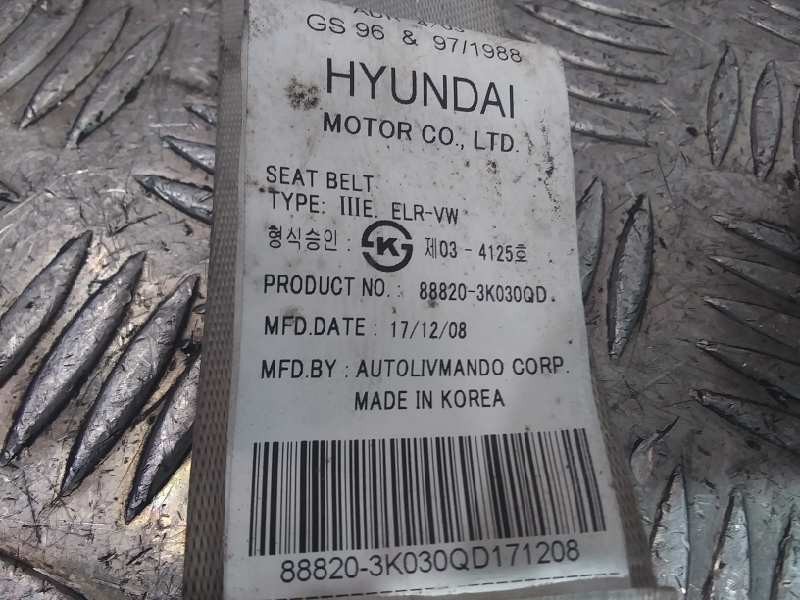 GS 96 & 97/1988
HYUNDAI
MOTOR CO., LTD.
SEAT BELT
TYPE: IIIE. ELR-VW
형식승인 : 제03 - 4125호
PRODUCT NO. : 88820-3K030QD.
MFD.DATE : 17/12/08
MFD.BY : AUTOLIVMANDO CORP.
MADE IN KOREA
88820-3K030QD171208